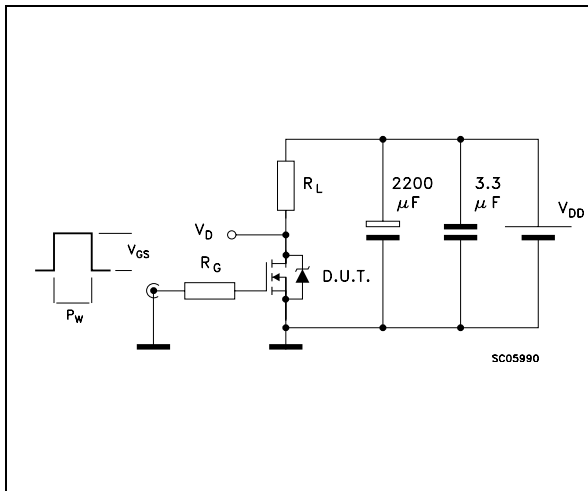 2200
μF
3.3
μF
R_L
V_DD
V_D
V_GS
R_G
D.U.T.
P_W
SC05990